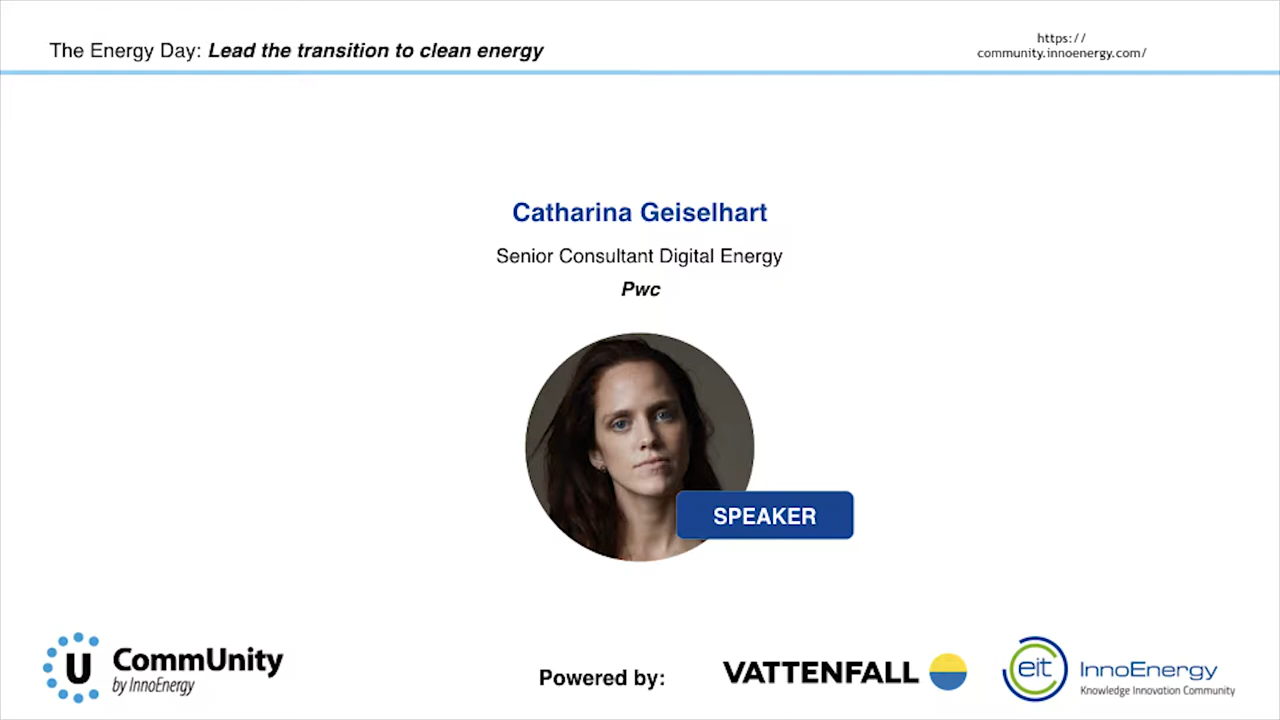 The Energy Day: Lead the transition to clean energy
https://
community.innoenergy.com/
Catharina Geiselhart
Senior Consultant Digital Energy
Pwc
SPEAKER
U
CommUnity
by InnoEnergy
Powered by:
VATTENFALL
eit
InnoEnergy
Knowledge Innovation Community